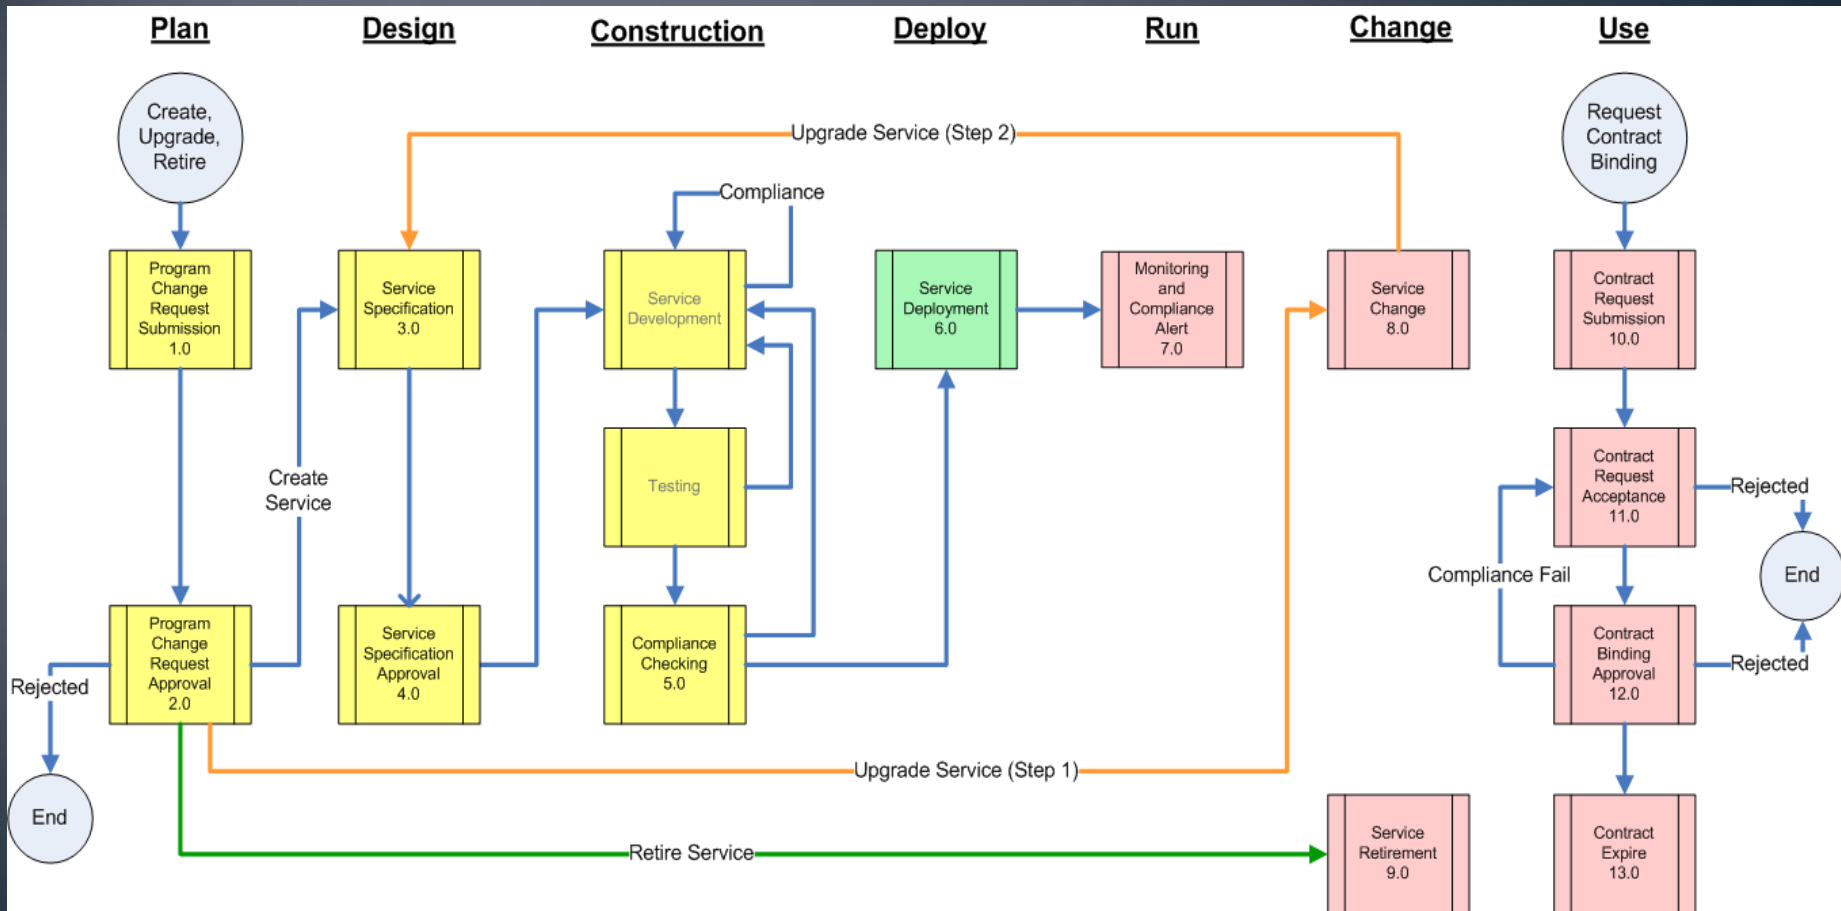 Plan
Design
Construction
Deploy
Run
Change
Use
Create,
Upgrade,
Retire
Request
Contract
Binding
Upgrade Service (Step 2)
Compliance
Program
Change
Request
Submission
1.0
Service
Specification
3.0
Service
Development
Service
Deployment
6.0
Monitoring
and
Compliance
Alert
7.0
Service
Change
8.0
Contract
Request
Submission
10.0
Create
Service
Testing
Contract
Request
Acceptance
11.0
Rejected
Compliance Fail
End
Program
Change
Request
Approval
2.0
Rejected
Service
Specification
Approval
4.0
Compliance
Checking
5.0
Contract
Binding
Approval
12.0
Rejected
Upgrade Service (Step 1)
End
Retire Service
Service
Retirement
9.0
Contract
Expire
13.0